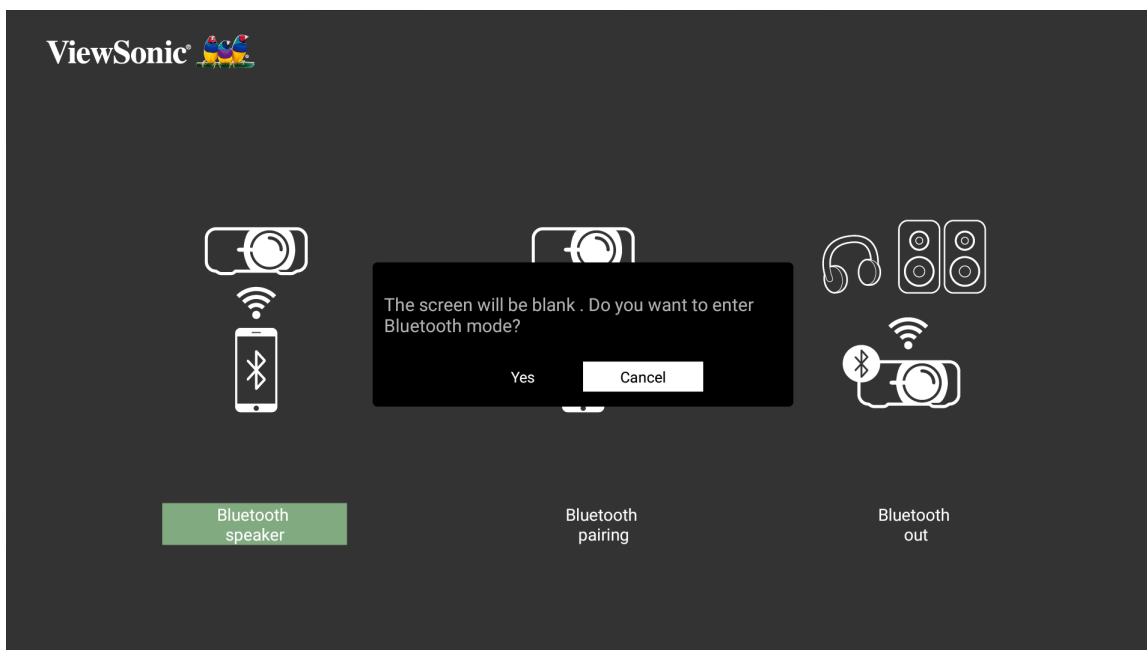 ViewSonic®
The screen will be blank . Do you want to enter
Bluetooth mode?
Yes Cancel
Bluetooth
speaker
Bluetooth
pairing
Bluetooth
out